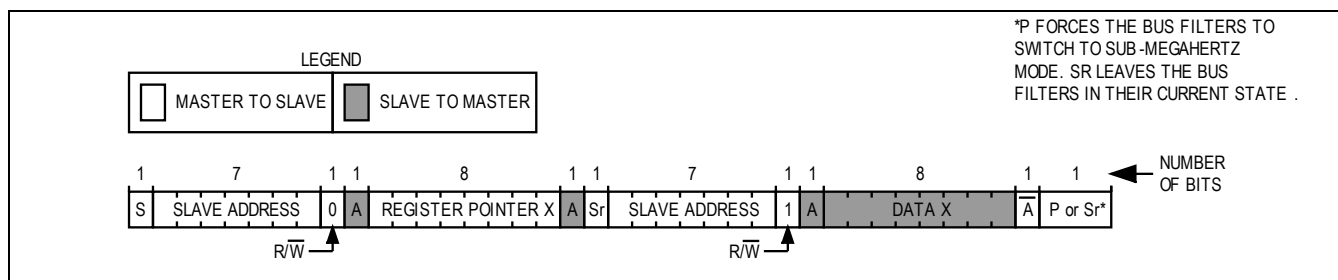 *P FORCES THE BUS FILTERS TO
SWITCH TO SUB-MEGAHERTZ
MODE. SR LEAVES THE BUS
FILTERS IN THEIR CURRENT STATE .
LEGEND
MASTER TO SLAVE SLAVE TO MASTER
1 7 1 1 8 1 1 7 1 1 8 1 1 NUMBER
OF BITS
S SLAVE ADDRESS 0 A REGISTER POINTER X A Sr SLAVE ADDRESS 1 A DATA X A̅ P or Sr*
R/W̅ R/W̅